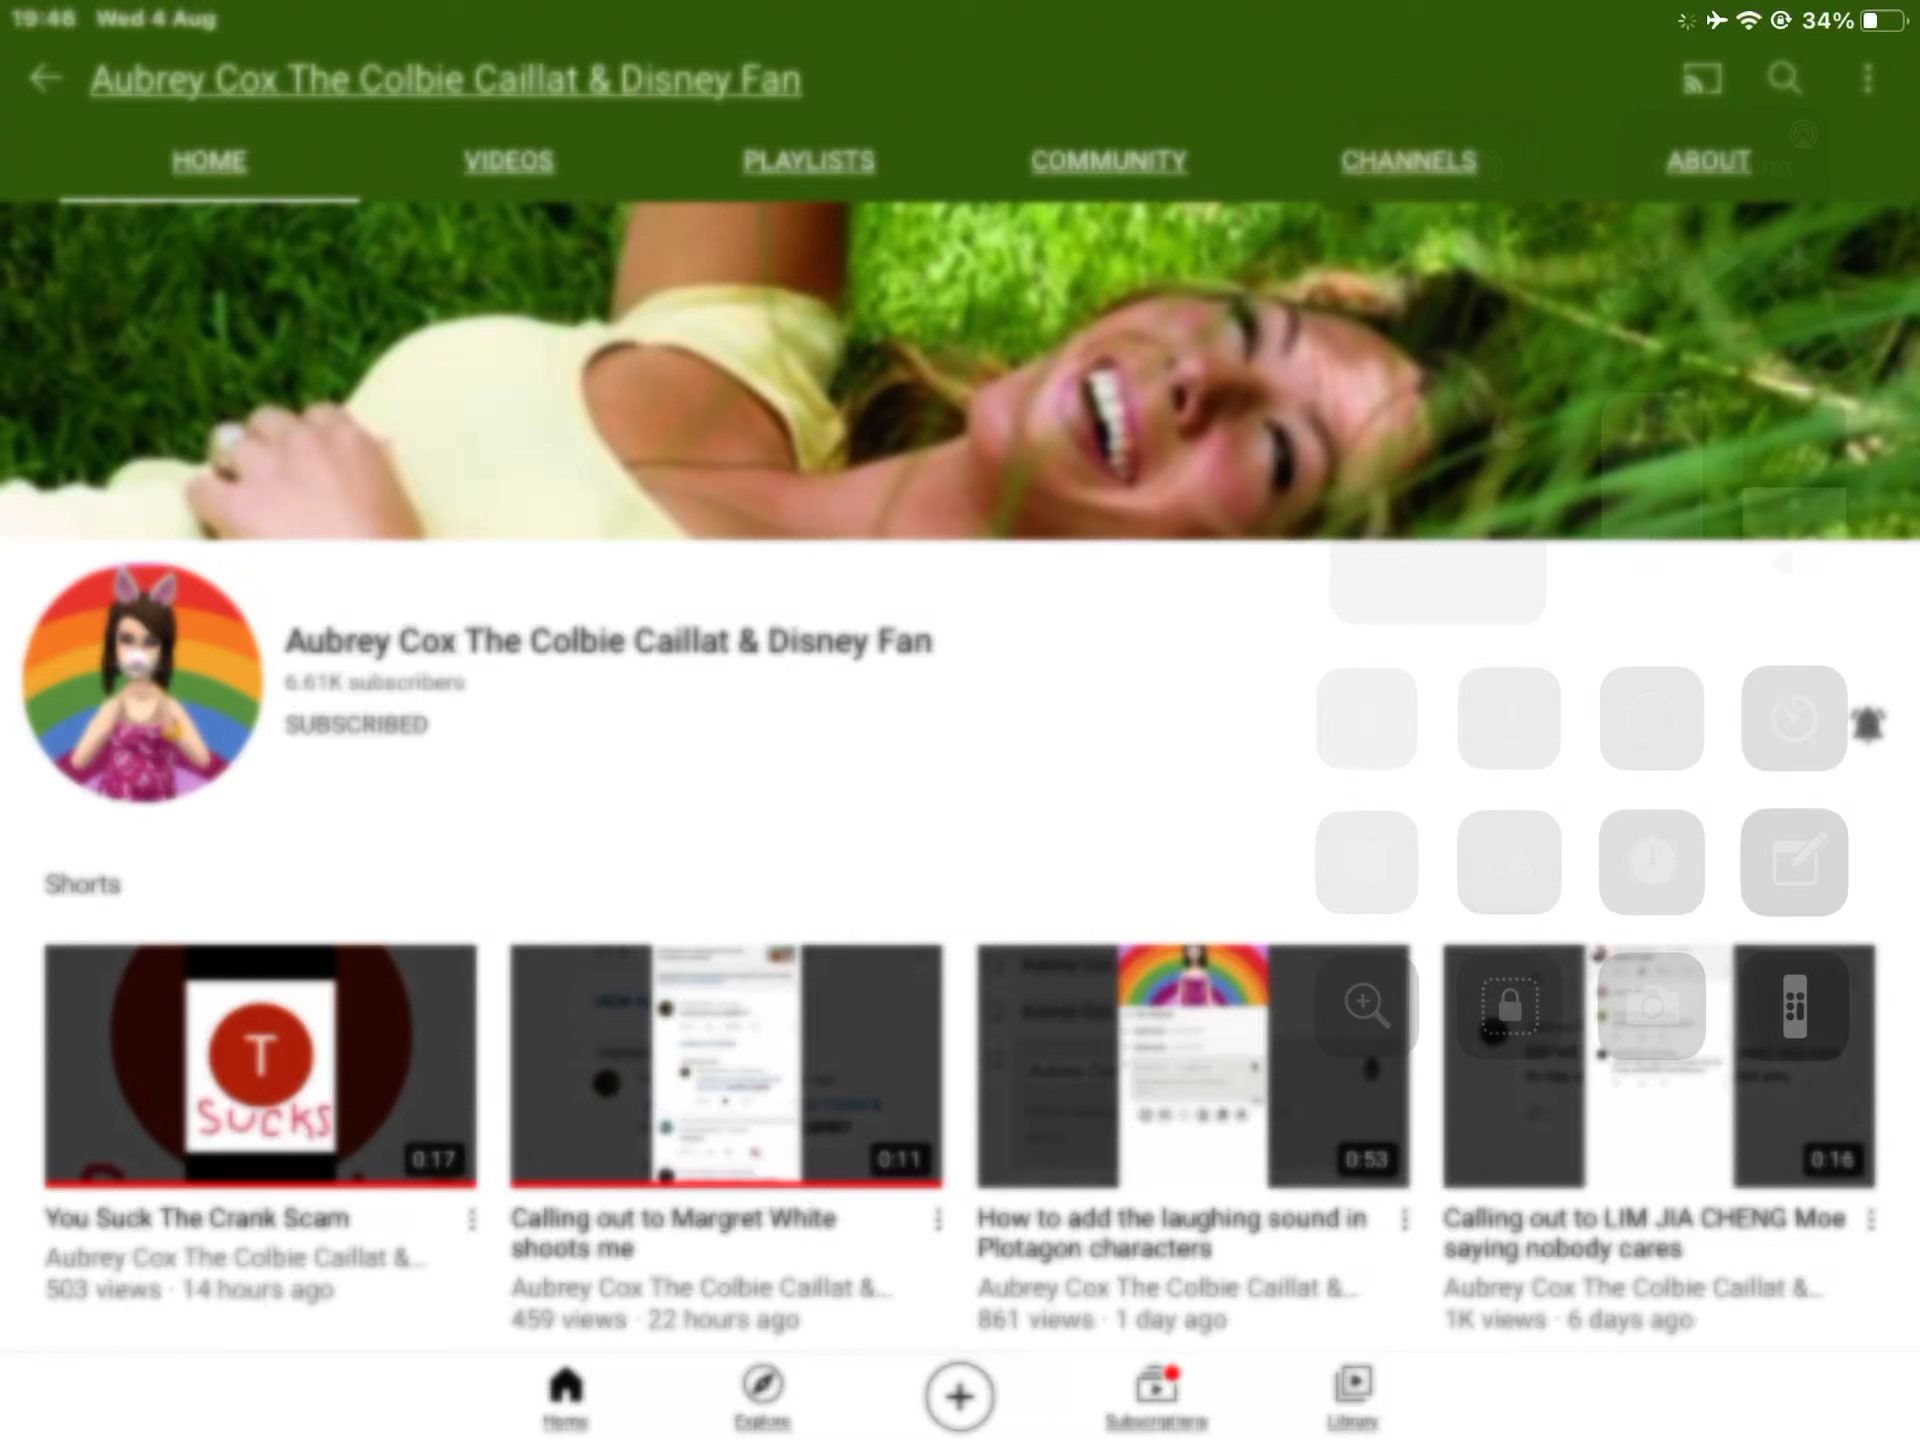 19:46 Wed 4 Aug
34%
Aubrey Cox The Colbie Caillat & Disney Fan
HOME VIDEOS PLAYLISTS COMMUNITY CHANNELS ABOUT
Aubrey Cox The Colbie Caillat & Disney Fan
6.61K subscribers
SUBSCRIBED
Shorts
T
SUCKS
0:17
0:11
0:53
0:16
You Suck The Crank Scam
Aubrey Cox The Colbie Caillat &...
503 views · 14 hours ago
Calling out to Margret White
shoots me
Aubrey Cox The Colbie Caillat &...
459 views · 22 hours ago
How to add the laughing sound in
Plotagon characters
Aubrey Cox The Colbie Caillat &...
861 views · 1 day ago
Calling out to LIM JIA CHENG Moe
saying nobody cares
Aubrey Cox The Colbie Caillat &...
1K views · 6 days ago
Home Explore Subscriptions Library